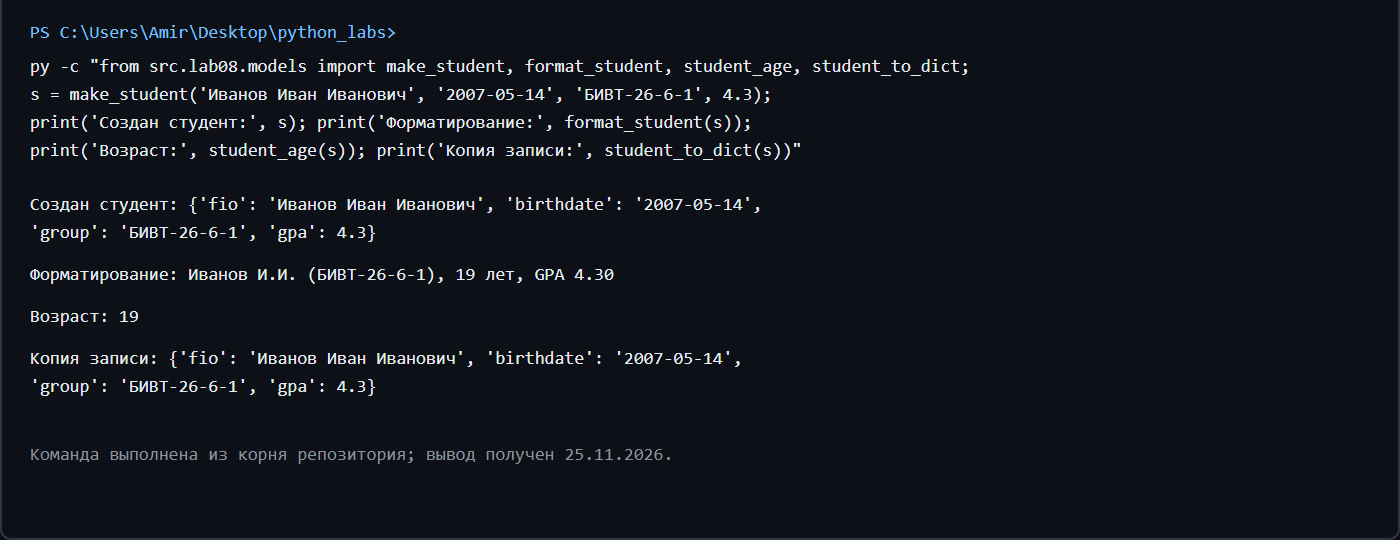 PS C:\Users\Amir\Desktop\python_labs>
py -c "from src.lab08.models import make_student, format_student, student_age, student_to_dict;
s = make_student('Иванов Иван Иванович', '2007-05-14', 'БИВТ-26-6-1', 4.3);
print('Создан студент:', s); print('Форматирование:', format_student(s));
print('Возраст:', student_age(s)); print('Копия записи:', student_to_dict(s))"
Создан студент: {'fio': 'Иванов Иван Иванович', 'birthdate': '2007-05-14',
'group': 'БИВТ-26-6-1', 'gpa': 4.3}
Форматирование: Иванов И.И. (БИВТ-26-6-1), 19 лет, GPA 4.30
Возраст: 19
Копия записи: {'fio': 'Иванов Иван Иванович', 'birthdate': '2007-05-14',
'group': 'БИВТ-26-6-1', 'gpa': 4.3}
Команда выполнена из корня репозитория; вывод получен 25.11.2026.